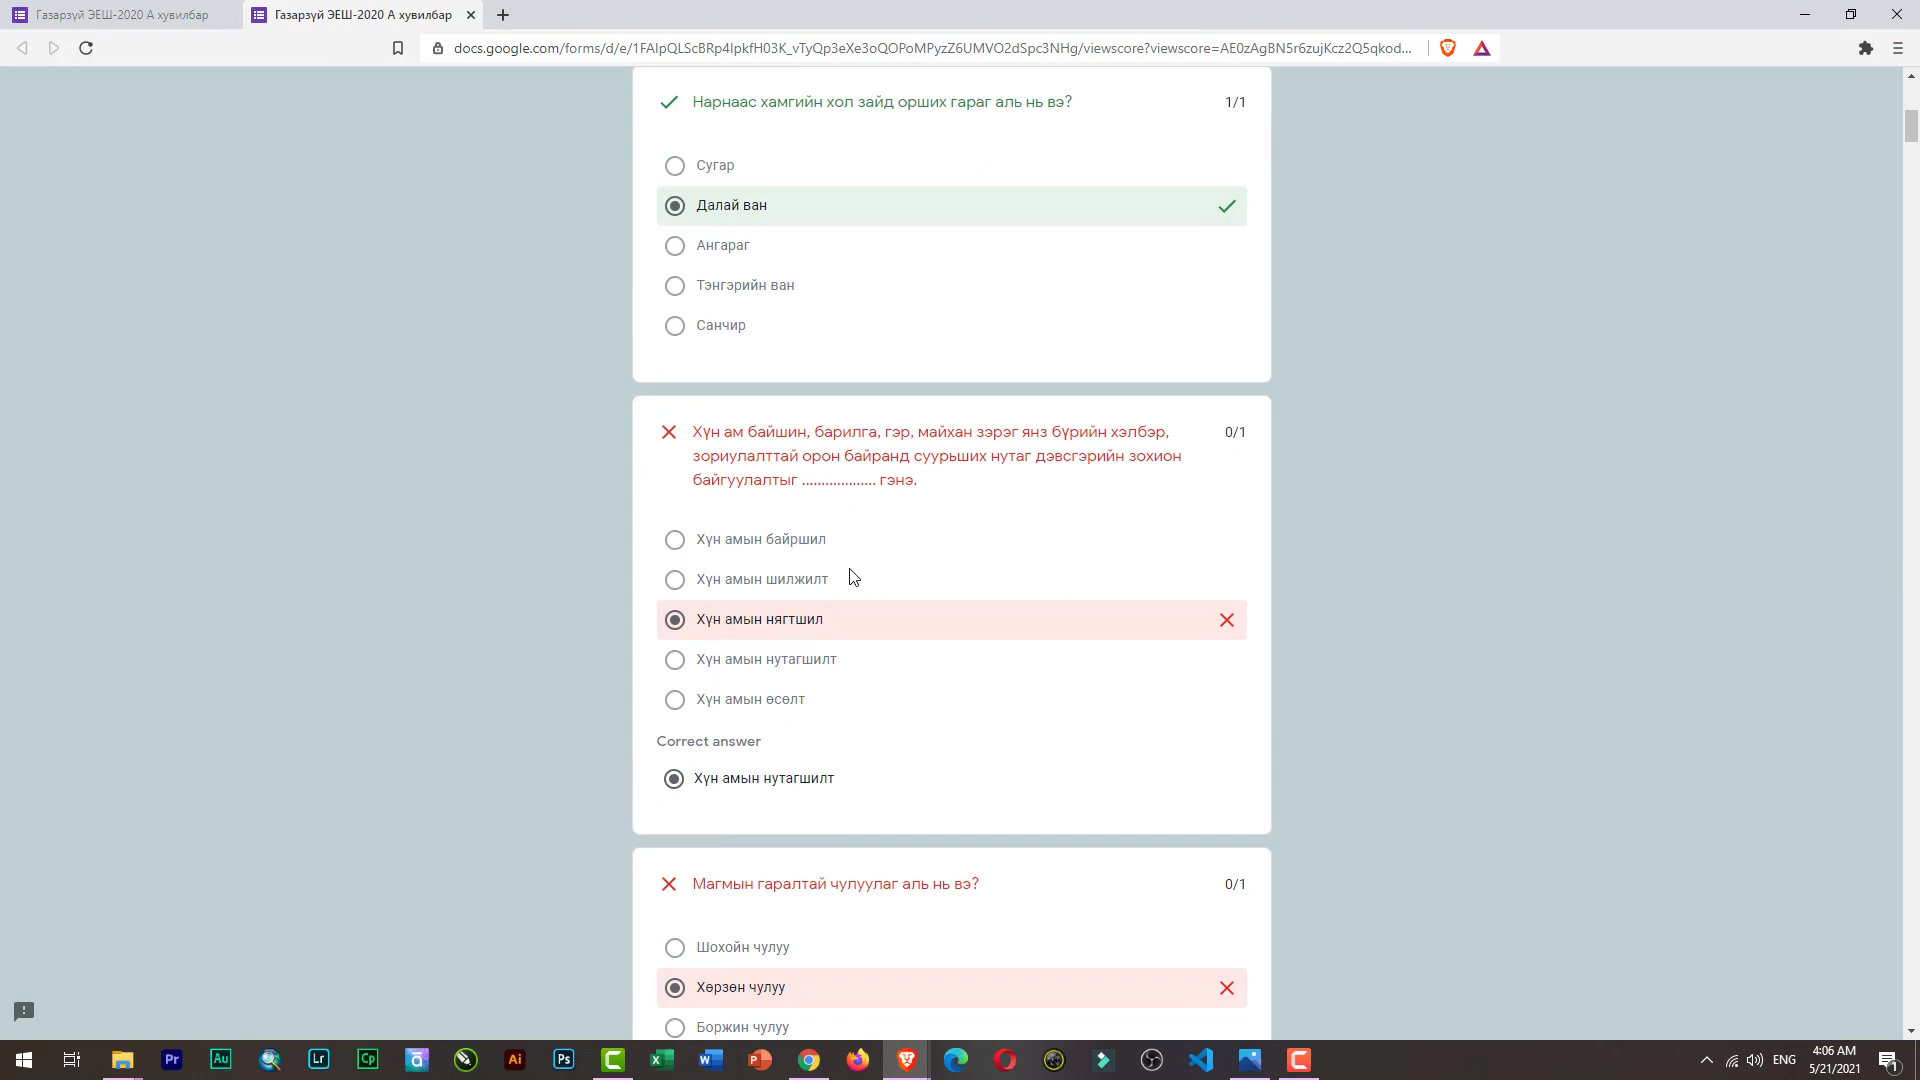 Газарзүй ЭЕШ-2020 А хувилбар
Газарзүй ЭЕШ-2020 А хувилбар
docs.google.com/forms/d/e/1FAIpQLScBRp4IpkfH03K_vTyQp3eXe3oQOPoMPyzZ6UMVO2dSpc3NHg/viewscore?viewscore=AE0zAgBN5r6zujKcz2Q5qkod...
Нарнаас хамгийн хол зайд орших гараг аль нь вэ?
1/1
Сугар
Далай ван
Ангараг
Тэнгэрийн ван
Санчир
Хүн ам байшин, барилга, гэр, майхан зэрэг янз бүрийн хэлбэр,
0/1
зориулалттай орон байранд суурьших нутаг дэвсгэрийн зохион
байгуулалтыг ................... гэнэ.
Хүн амын байршил
Хүн амын шилжилт
Хүн амын нягтшил
Хүн амын нутагшилт
Хүн амын өсөлт
Correct answer
Хүн амын нутагшилт
Магмын гаралтай чулуулаг аль нь вэ?
0/1
Шохойн чулуу
Хөрзөн чулуу
Боржин чулуу
Pr
Au
Lr
Cp
Ai
Ps
ENG
4:06 AM
5/21/2021
1